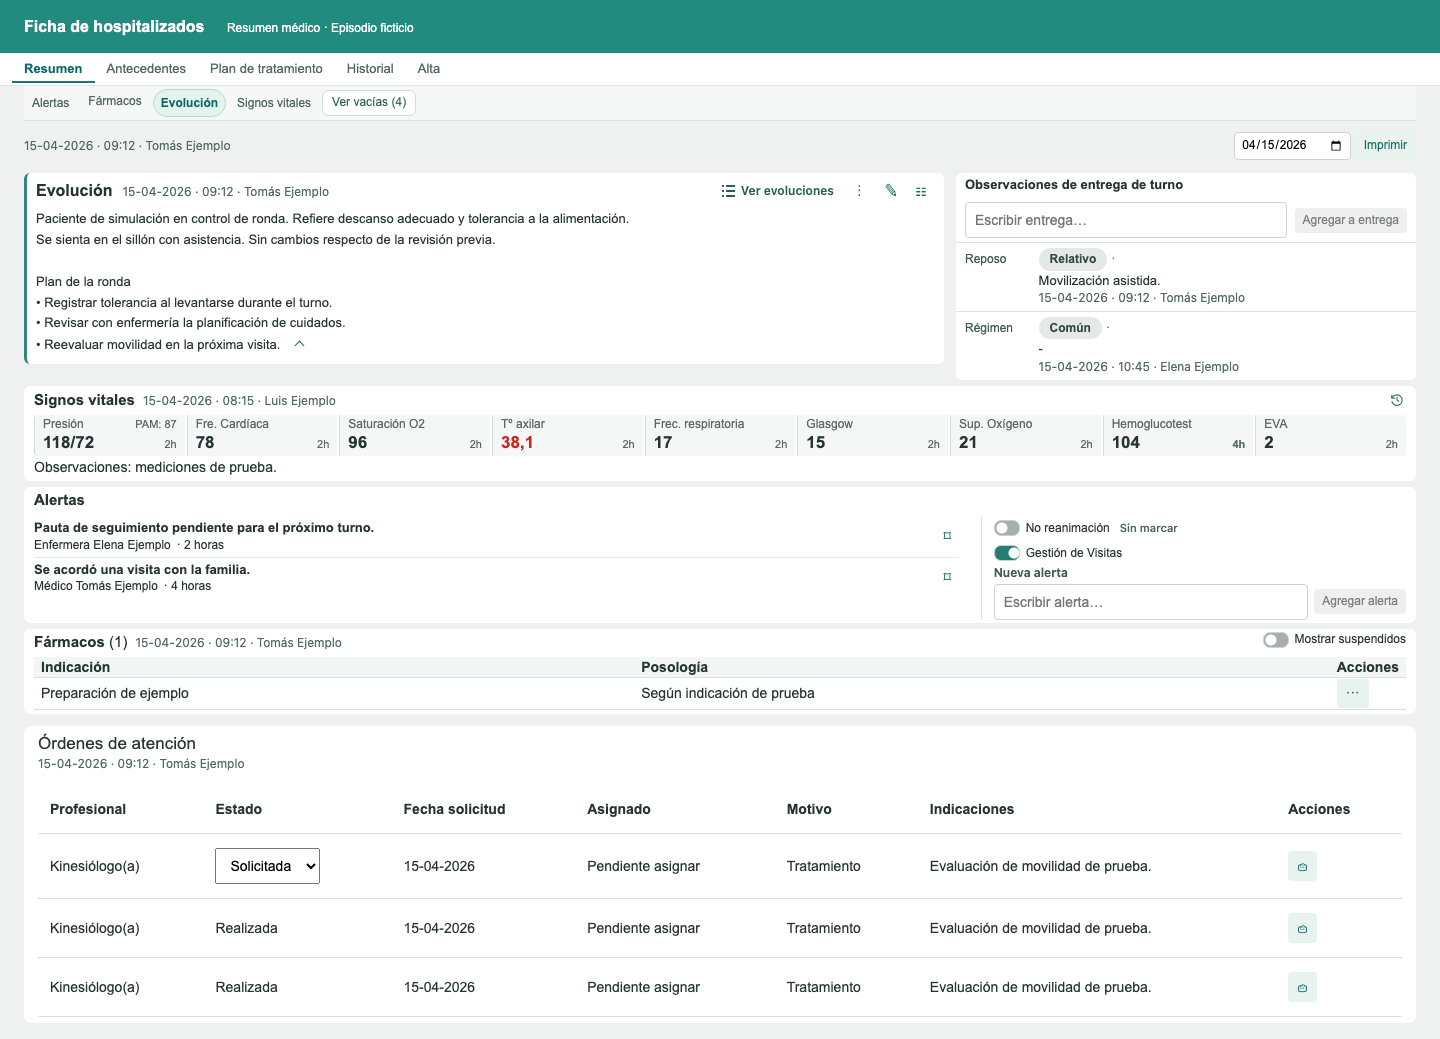 Ficha de hospitalizados Resumen médico · Episodio ficticio
Resumen Antecedentes Plan de tratamiento Historial Alta
Alertas Fármacos Evolución Signos vitales Ver vacías (4)
15-04-2026 · 09:12 · Tomás Ejemplo
04/15/2026 Imprimir
Evolución 15-04-2026 · 09:12 · Tomás Ejemplo
Ver evoluciones
Paciente de simulación en control de ronda. Refiere descanso adecuado y tolerancia a la alimentación.
Se sienta en el sillón con asistencia. Sin cambios respecto de la revisión previa.
Plan de la ronda
• Registrar tolerancia al levantarse durante el turno.
• Revisar con enfermería la planificación de cuidados.
• Reevaluar movilidad en la próxima visita.
Observaciones de entrega de turno
Escribir entrega... Agregar a entrega
Reposo Relativo ·
Movilización asistida.
15-04-2026 · 09:12 · Tomás Ejemplo
Régimen Común ·
-
15-04-2026 · 10:45 · Elena Ejemplo
Signos vitales 15-04-2026 · 08:15 · Luis Ejemplo
Presión PAM: 87
118/72 2h
Fre. Cardíaca
78 2h
Saturación O2
96 2h
Tº axilar
38,1 2h
Frec. respiratoria
17 2h
Glasgow
15 2h
Sup. Oxígeno
21 2h
Hemoglucotest
104 4h
EVA
2 2h
Observaciones: mediciones de prueba.
Alertas
Pauta de seguimiento pendiente para el próximo turno.
Enfermera Elena Ejemplo · 2 horas
Se acordó una visita con la familia.
Médico Tomás Ejemplo · 4 horas
No reanimación Sin marcar
Gestión de Visitas
Nueva alerta
Escribir alerta... Agregar alerta
Fármacos (1) 15-04-2026 · 09:12 · Tomás Ejemplo
Mostrar suspendidos
Indicación Posología Acciones
Preparación de ejemplo Según indicación de prueba ...
Órdenes de atención
15-04-2026 · 09:12 · Tomás Ejemplo
Profesional Estado Fecha solicitud Asignado Motivo Indicaciones Acciones
Kinesiólogo(a) Solicitada 15-04-2026 Pendiente asignar Tratamiento Evaluación de movilidad de prueba.
Kinesiólogo(a) Realizada 15-04-2026 Pendiente asignar Tratamiento Evaluación de movilidad de prueba.
Kinesiólogo(a) Realizada 15-04-2026 Pendiente asignar Tratamiento Evaluación de movilidad de prueba.